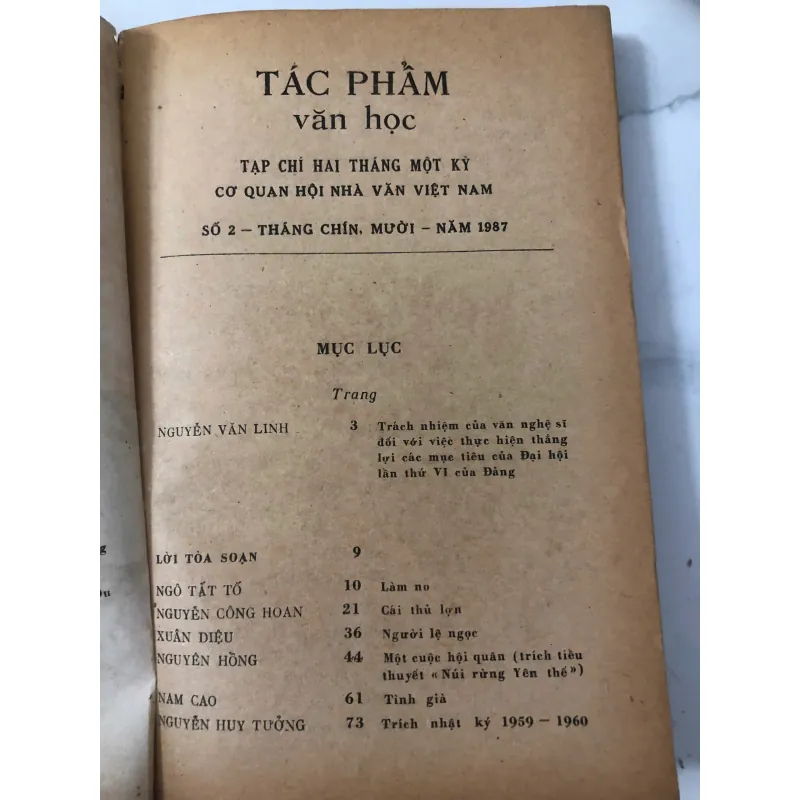 TÁC PHẨM
văn học
TẠP CHÍ HAI THÁNG MỘT KỲ
CƠ QUAN HỘI NHÀ VĂN VIỆT NAM
SỐ 2 — THÁNG CHÍN, MƯỜI — NĂM 1987
MỤC LỤC
Trang
NGUYỄN VĂN LINH 3 Trách nhiệm của văn nghệ sĩ
đối với việc thực hiện thắng
lợi các mục tiêu của Đại hội
lần thứ VI của Đảng
LỜI TÒA SOẠN 9
NGÔ TẤT TỐ 10 Làm no
NGUYỄN CÔNG HOAN 21 Cái thủ lợn
XUÂN DIỆU 36 Người lệ ngọc
NGUYÊN HỒNG 44 Một cuộc hội quân (trích tiểu
thuyết « Núi rừng Yên thế »)
NAM CAO 61 Tình già
NGUYỄN HUY TƯỞNG 73 Trích nhật ký 1959 — 1960